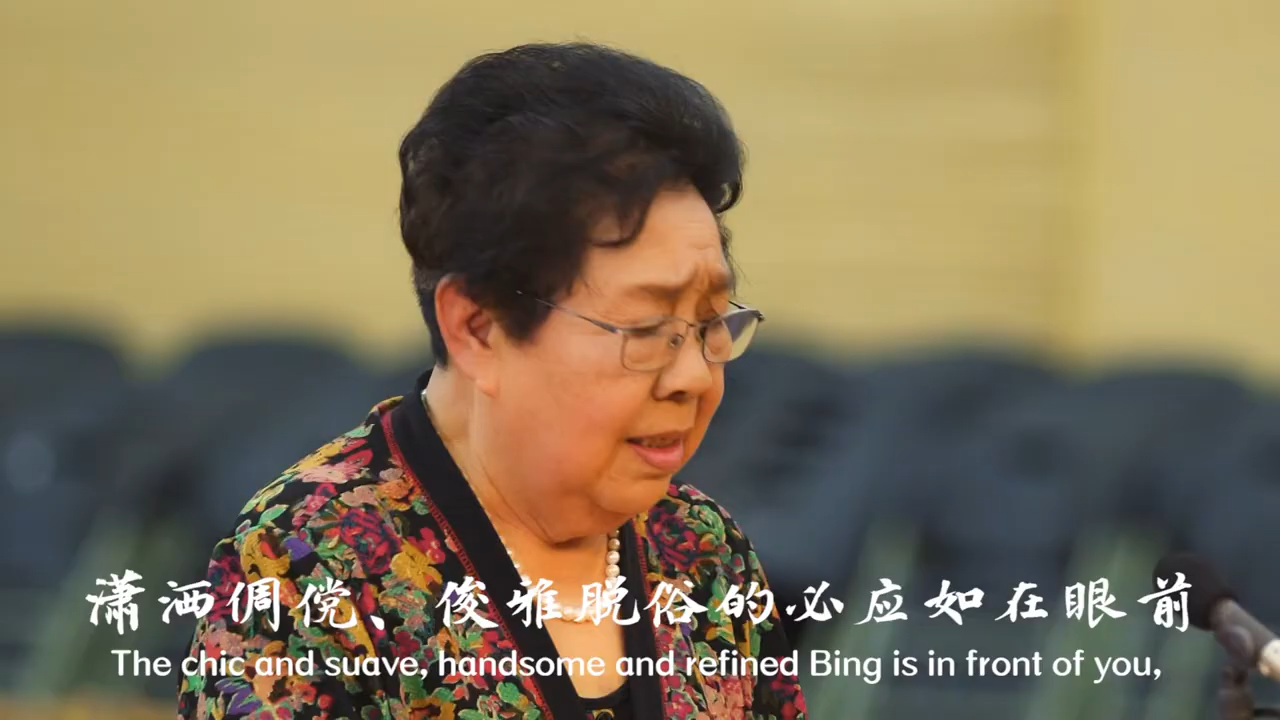 潇洒倜傥、俊雅脱俗的必应如在眼前
The chic and suave, handsome and refined Bing is in front of you,